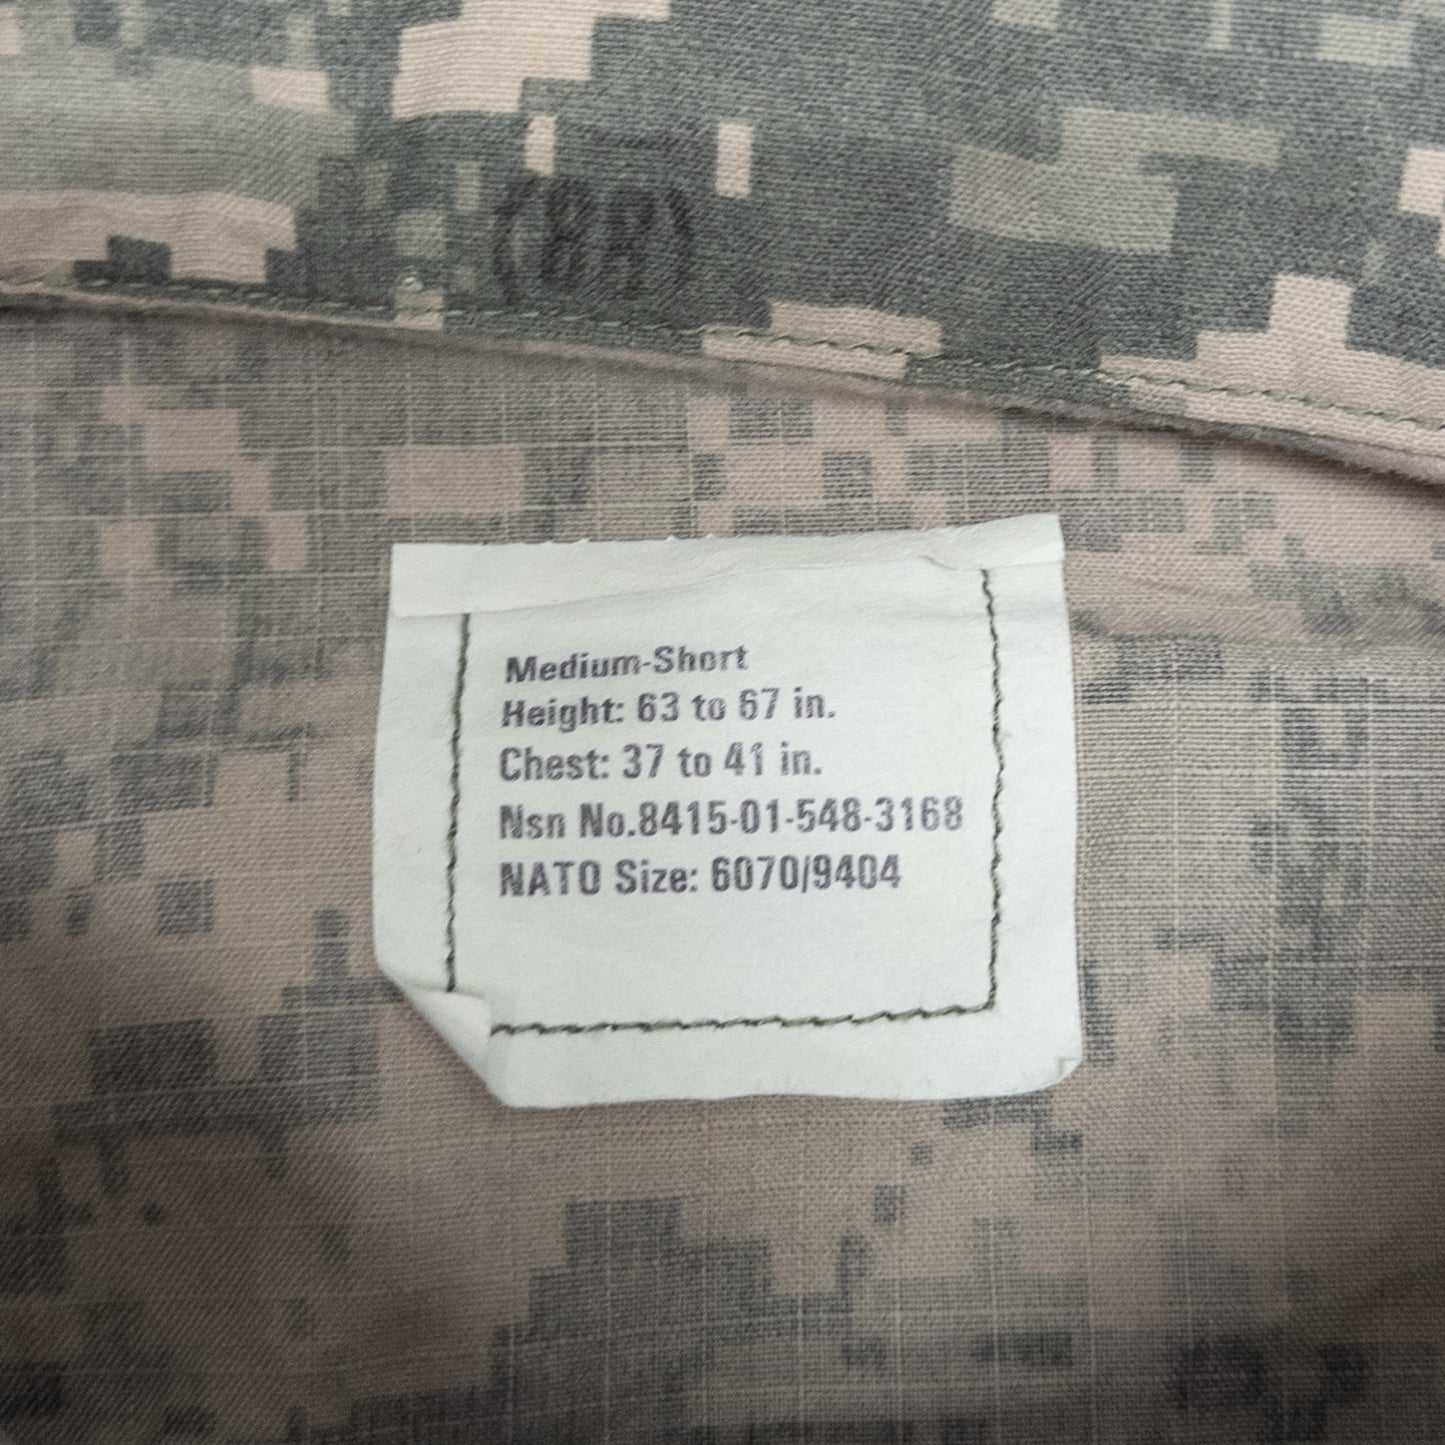 Medium-Short
Height: 63 to 67 in.
Chest: 37 to 41 in.
Nsn No.8415-01-548-3168
NATO Size: 6070/9404